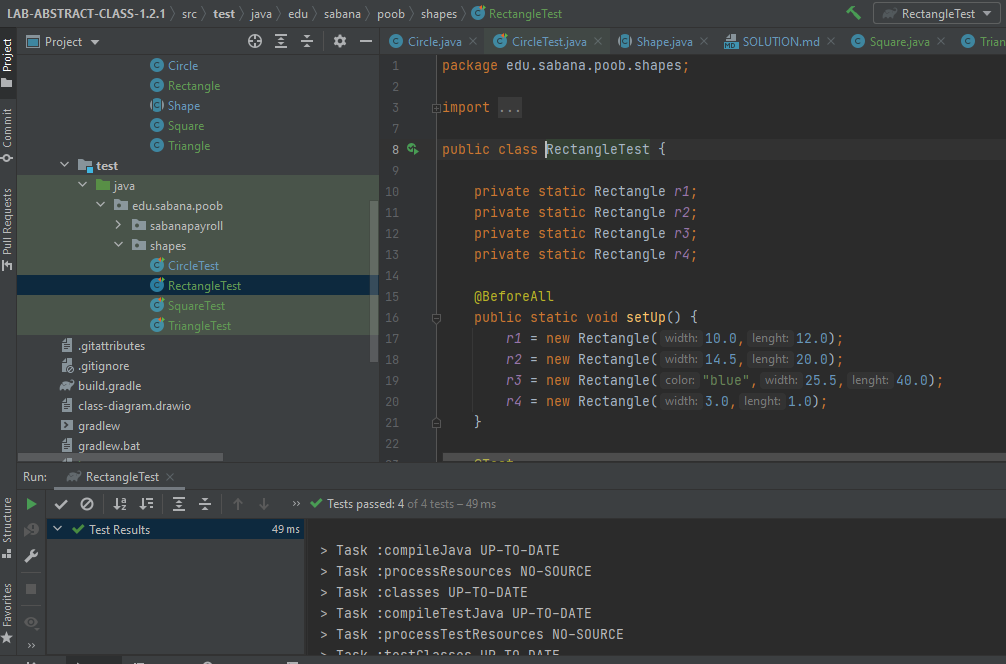 LAB-ABSTRACT-CLASS-1.2.1 src test java edu sabana poob shapes RectangleTest
RectangleTest
Project
Circle.java CircleTest.java Shape.java SOLUTION.md Square.java Trian
Project
Commit
Pull Requests
Structure
Favorites
Circle
Rectangle
Shape
Square
Triangle
test
java
edu.sabana.poob
sabanapayroll
shapes
CircleTest
RectangleTest
SquareTest
TriangleTest
.gitattributes
.gitignore
build.gradle
class-diagram.drawio
gradlew
gradlew.bat
1 package edu.sabana.poob.shapes;
2
3 import ...
7
8 public class RectangleTest {
9
10 private static Rectangle r1;
11 private static Rectangle r2;
12 private static Rectangle r3;
13 private static Rectangle r4;
14
15 @BeforeAll
16 public static void setUp() {
17 r1 = new Rectangle( width: 10.0, lenght: 12.0);
18 r2 = new Rectangle( width: 14.5, lenght: 20.0);
19 r3 = new Rectangle( color: "blue", width: 25.5, lenght: 40.0);
20 r4 = new Rectangle( width: 3.0, lenght: 1.0);
21 }
22
23 @Test
Run: RectangleTest
Tests passed: 4 of 4 tests – 49 ms
Test Results 49 ms
> Task :compileJava UP-TO-DATE
> Task :processResources NO-SOURCE
> Task :classes UP-TO-DATE
> Task :compileTestJava UP-TO-DATE
> Task :processTestResources NO-SOURCE
> Task :testClasses UP-TO-DATE